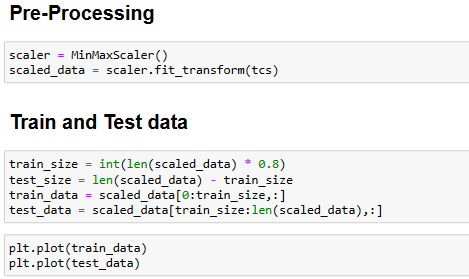 Pre-Processing
scaler = MinMaxScaler()
scaled_data = scaler.fit_transform(tcs)
Train and Test data
train_size = int(len(scaled_data) * 0.8)
test_size = len(scaled_data) - train_size
train_data = scaled_data[0:train_size,:]
test_data = scaled_data[train_size:len(scaled_data),:]
plt.plot(train_data)
plt.plot(test_data)